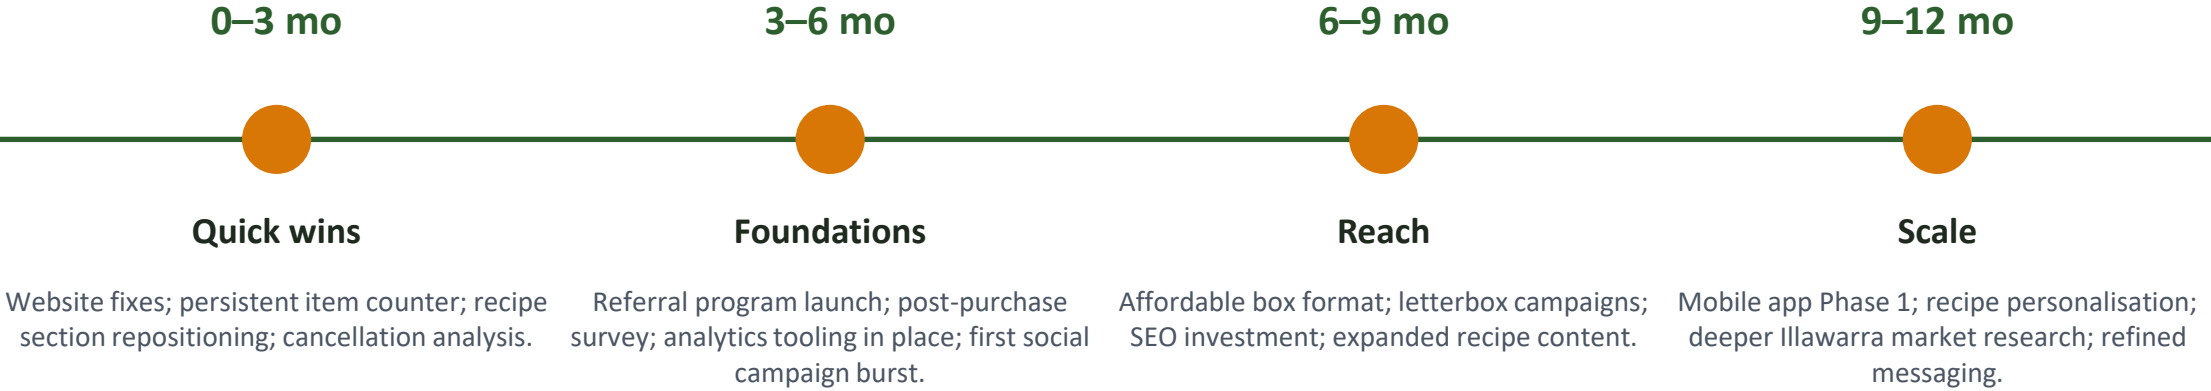 0–3 mo
3–6 mo
6–9 mo
9–12 mo
Quick wins
Foundations
Reach
Scale
Website fixes; persistent item counter; recipe
section repositioning; cancellation analysis.
Referral program launch; post-purchase
survey; analytics tooling in place; first social
campaign burst.
Affordable box format; letterbox campaigns;
SEO investment; expanded recipe content.
Mobile app Phase 1; recipe personalisation;
deeper Illawarra market research; refined
messaging.